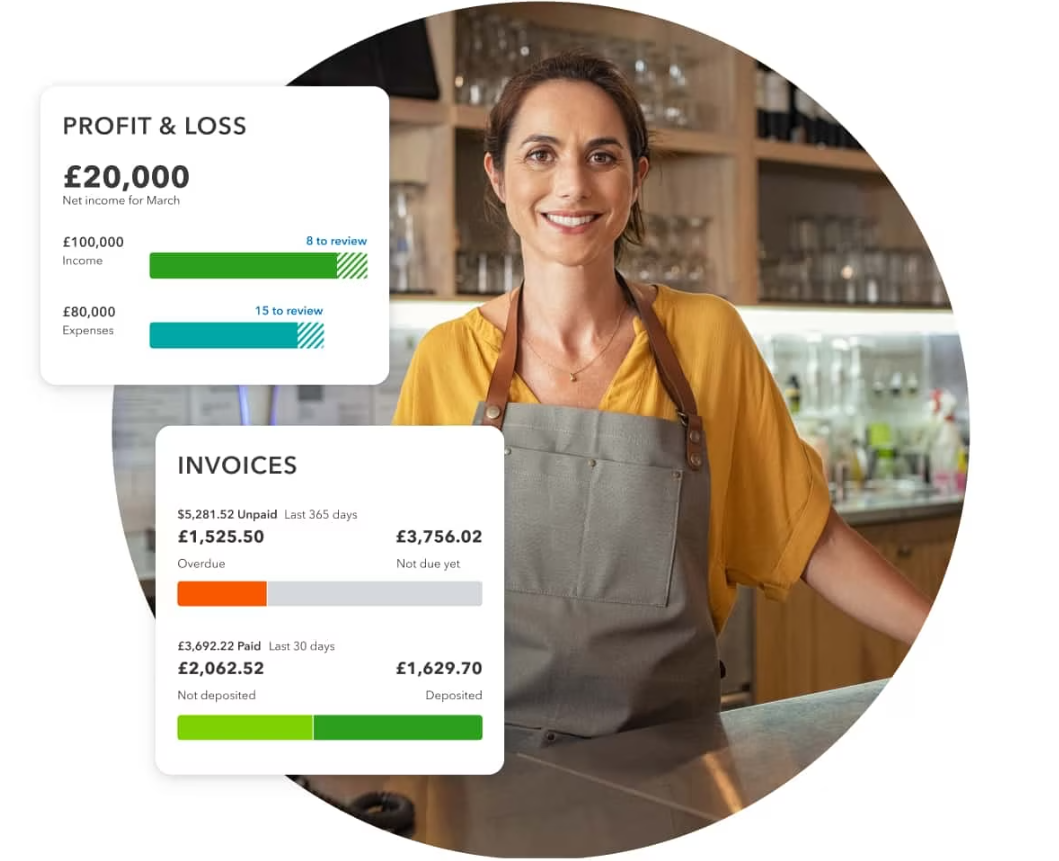 PROFIT & LOSS
£20,000
Net income for March
£100,000
8 to review
Income
£80,000
15 to review
Expenses
INVOICES
$5,281.52 Unpaid Last 365 days
£1,525.50 £3,756.02
Overdue Not due yet
£3,692.22 Paid Last 30 days
£2,062.52 £1,629.70
Not deposited Deposited